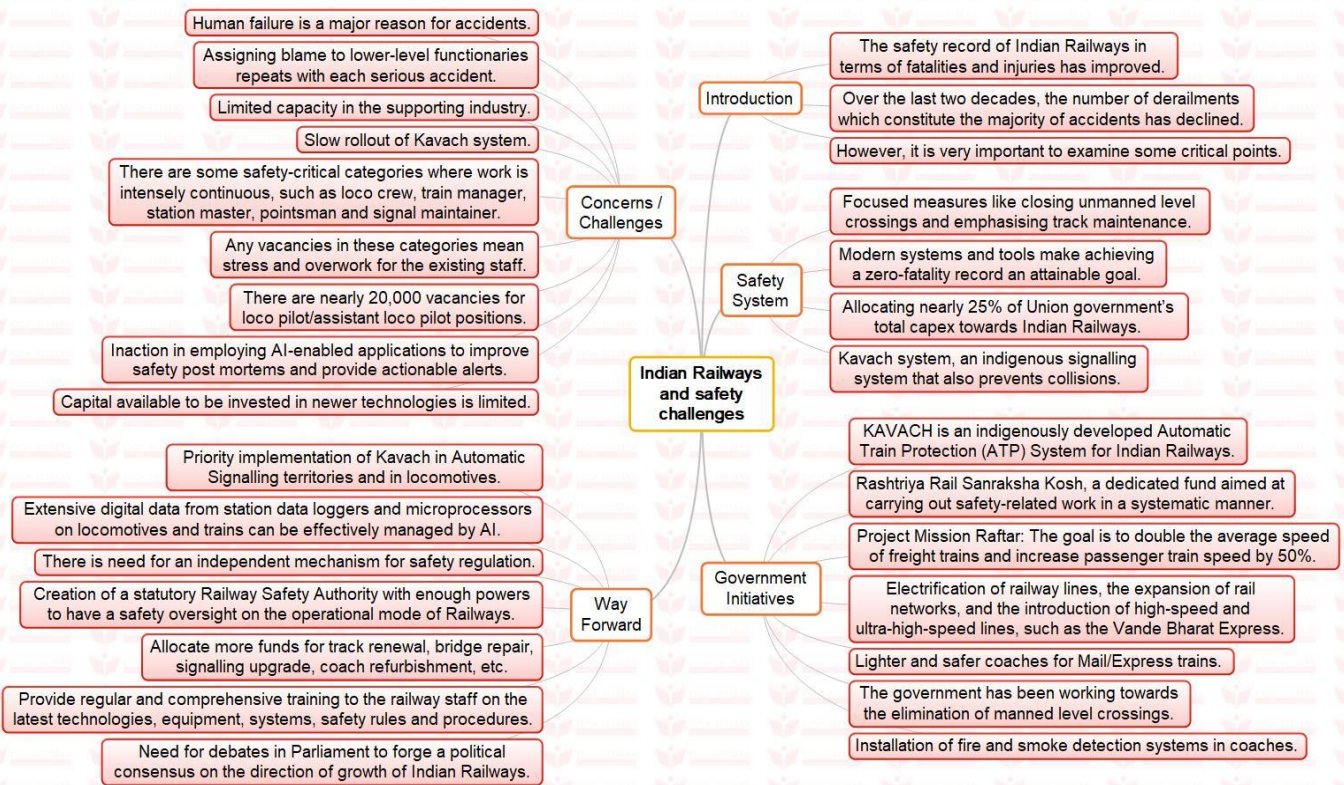 Indian Railways
and safety
challenges
Introduction
The safety record of Indian Railways in
terms of fatalities and injuries has improved.
Over the last two decades, the number of derailments
which constitute the majority of accidents has declined.
However, it is very important to examine some critical points.
Safety
System
Focused measures like closing unmanned level
crossings and emphasising track maintenance.
Modern systems and tools make achieving
a zero-fatality record an attainable goal.
Allocating nearly 25% of Union government's
total capex towards Indian Railways.
Kavach system, an indigenous signalling
system that also prevents collisions.
Government
Initiatives
KAVACH is an indigenously developed Automatic
Train Protection (ATP) System for Indian Railways.
Rashtriya Rail Sanraksha Kosh, a dedicated fund aimed at
carrying out safety-related work in a systematic manner.
Project Mission Raftar: The goal is to double the average speed
of freight trains and increase passenger train speed by 50%.
Electrification of railway lines, the expansion of rail
networks, and the introduction of high-speed and
ultra-high-speed lines, such as the Vande Bharat Express.
Lighter and safer coaches for Mail/Express trains.
The government has been working towards
the elimination of manned level crossings.
Installation of fire and smoke detection systems in coaches.
Concerns /
Challenges
Human failure is a major reason for accidents.
Assigning blame to lower-level functionaries
repeats with each serious accident.
Limited capacity in the supporting industry.
Slow rollout of Kavach system.
There are some safety-critical categories where work is
intensely continuous, such as loco crew, train manager,
station master, pointsman and signal maintainer.
Any vacancies in these categories mean
stress and overwork for the existing staff.
There are nearly 20,000 vacancies for
loco pilot/assistant loco pilot positions.
Inaction in employing AI-enabled applications to improve
safety post mortems and provide actionable alerts.
Capital available to be invested in newer technologies is limited.
Way
Forward
Priority implementation of Kavach in Automatic
Signalling territories and in locomotives.
Extensive digital data from station data loggers and microprocessors
on locomotives and trains can be effectively managed by AI.
There is need for an independent mechanism for safety regulation.
Creation of a statutory Railway Safety Authority with enough powers
to have a safety oversight on the operational mode of Railways.
Allocate more funds for track renewal, bridge repair,
signalling upgrade, coach refurbishment, etc.
Provide regular and comprehensive training to the railway staff on the
latest technologies, equipment, systems, safety rules and procedures.
Need for debates in Parliament to forge a political
consensus on the direction of growth of Indian Railways.